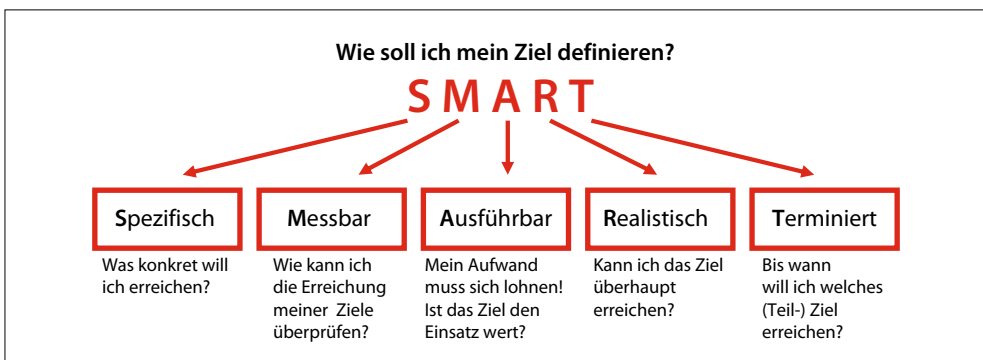 Wie soll ich mein Ziel definieren?
S M A R T
Spezifisch
Messbar
Ausführbar
Realistisch
Terminiert
Was konkret will
ich erreichen?
Wie kann ich
die Erreichung
meiner Ziele
überprüfen?
Mein Aufwand
muss sich lohnen!
Ist das Ziel den
Einsatz wert?
Kann ich das Ziel
überhaupt
erreichen?
Bis wann
will ich welches
(Teil-) Ziel
erreichen?